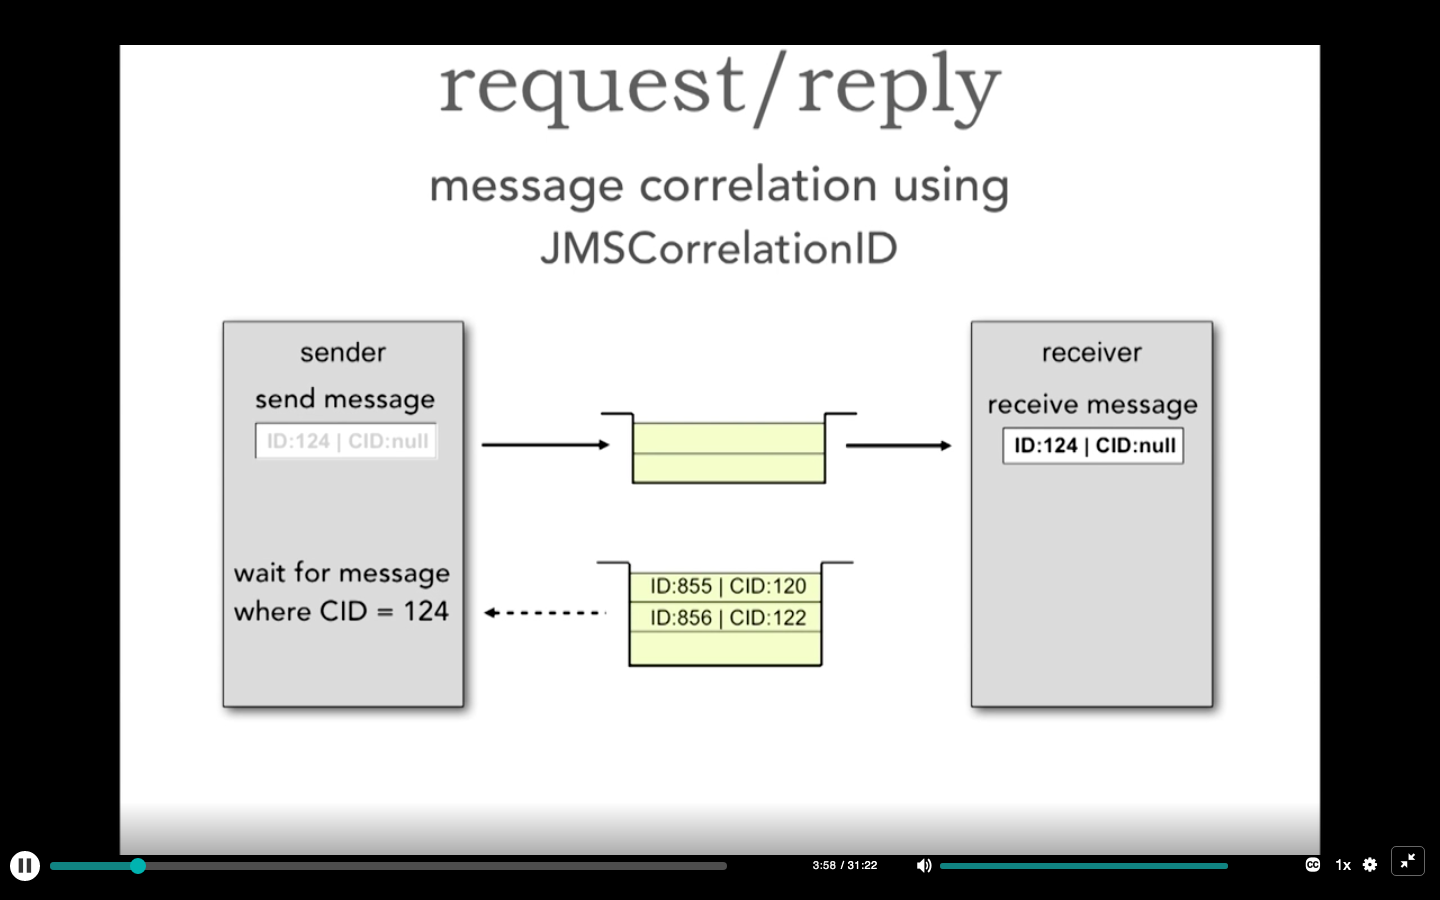 request/reply
message correlation using
JMSCorrelationID
sender
send message
ID:124 | CID:null
wait for message
where CID = 124
ID:855 | CID:120
ID:856 | CID:122
receiver
receive message
ID:124 | CID:null
3:58 / 31:22
CC
1x